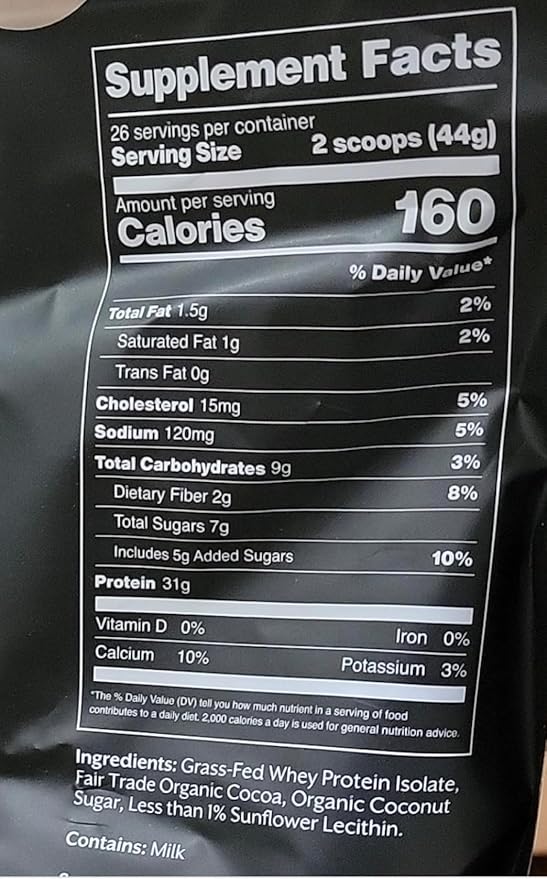 Supplement Facts
26 servings per container
Serving Size 2 scoops (44g)
Amount per serving
Calories 160
% Daily Value*
Total Fat 1.5g 2%
Saturated Fat 1g 2%
Trans Fat 0g
Cholesterol 15mg 5%
Sodium 120mg 5%
Total Carbohydrates 9g 3%
Dietary Fiber 2g 8%
Total Sugars 7g
Includes 5g Added Sugars 10%
Protein 31g
Vitamin D 0% Iron 0%
Calcium 10% Potassium 3%
*The % Daily Value (DV) tell you how much nutrient in a serving of food
contributes to a daily diet. 2,000 calories a day is used for general nutrition advice.
Ingredients: Grass-Fed Whey Protein Isolate,
Fair Trade Organic Cocoa, Organic Coconut
Sugar, Less than 1% Sunflower Lecithin.
Contains: Milk